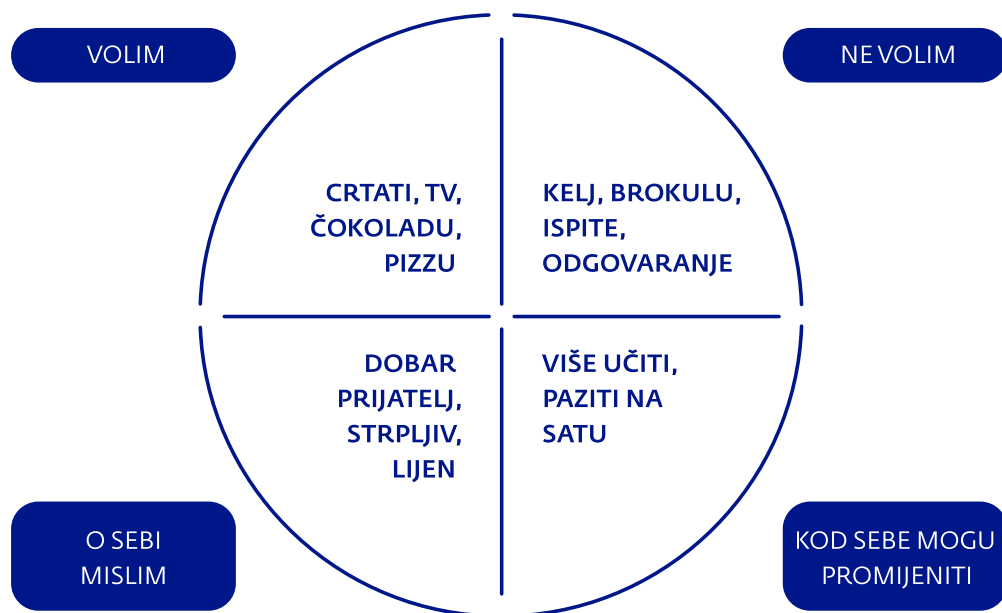 VOLIM
NE VOLIM
CRTATI, TV,
ČOKOLADU,
PIZZU
KELJ, BROKULU,
ISPITE,
ODGOVARANJE
DOBAR
PRIJATELJ,
STRPLJIV,
LIJEN
VIŠE UČITI,
PAZITI NA
SATU
O SEBI
MISLIM
KOD SEBE MOGU
PROMIJENITI